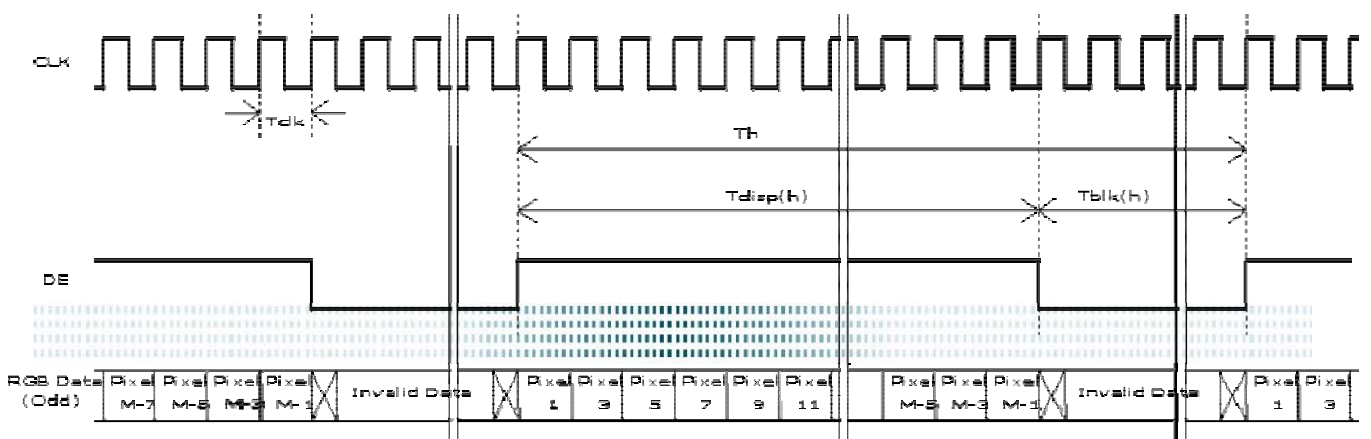 CLK
Tclk
Th
Tdisp(h)
Tblk(h)
DE
RGB Data
(Odd)
Pixel M-7
Pixel M-5
Pixel M-3
Pixel M-1
Invalid Data
Pixel 1
Pixel 3
Pixel 5
Pixel 7
Pixel 9
Pixel 11
Pixel M-5
Pixel M-3
Pixel M-1
Invalid Data
Pixel 1
Pixel 3